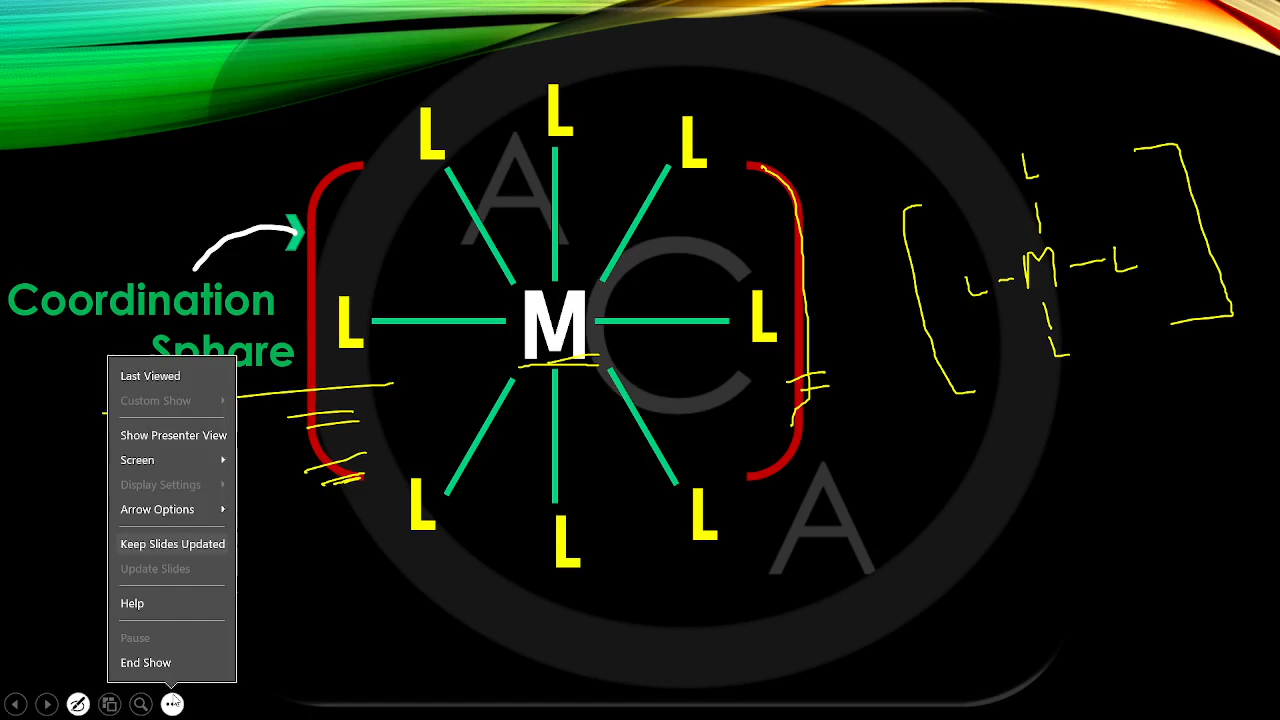 L
L
L
A
C
A
L
M
L
L
L
L
Coordination
Sphare
L
L - M - L
L
Last Viewed
Custom Show
Show Presenter View
Screen
Display Settings
Arrow Options
Keep Slides Updated
Update Slides
Help
Pause
End Show